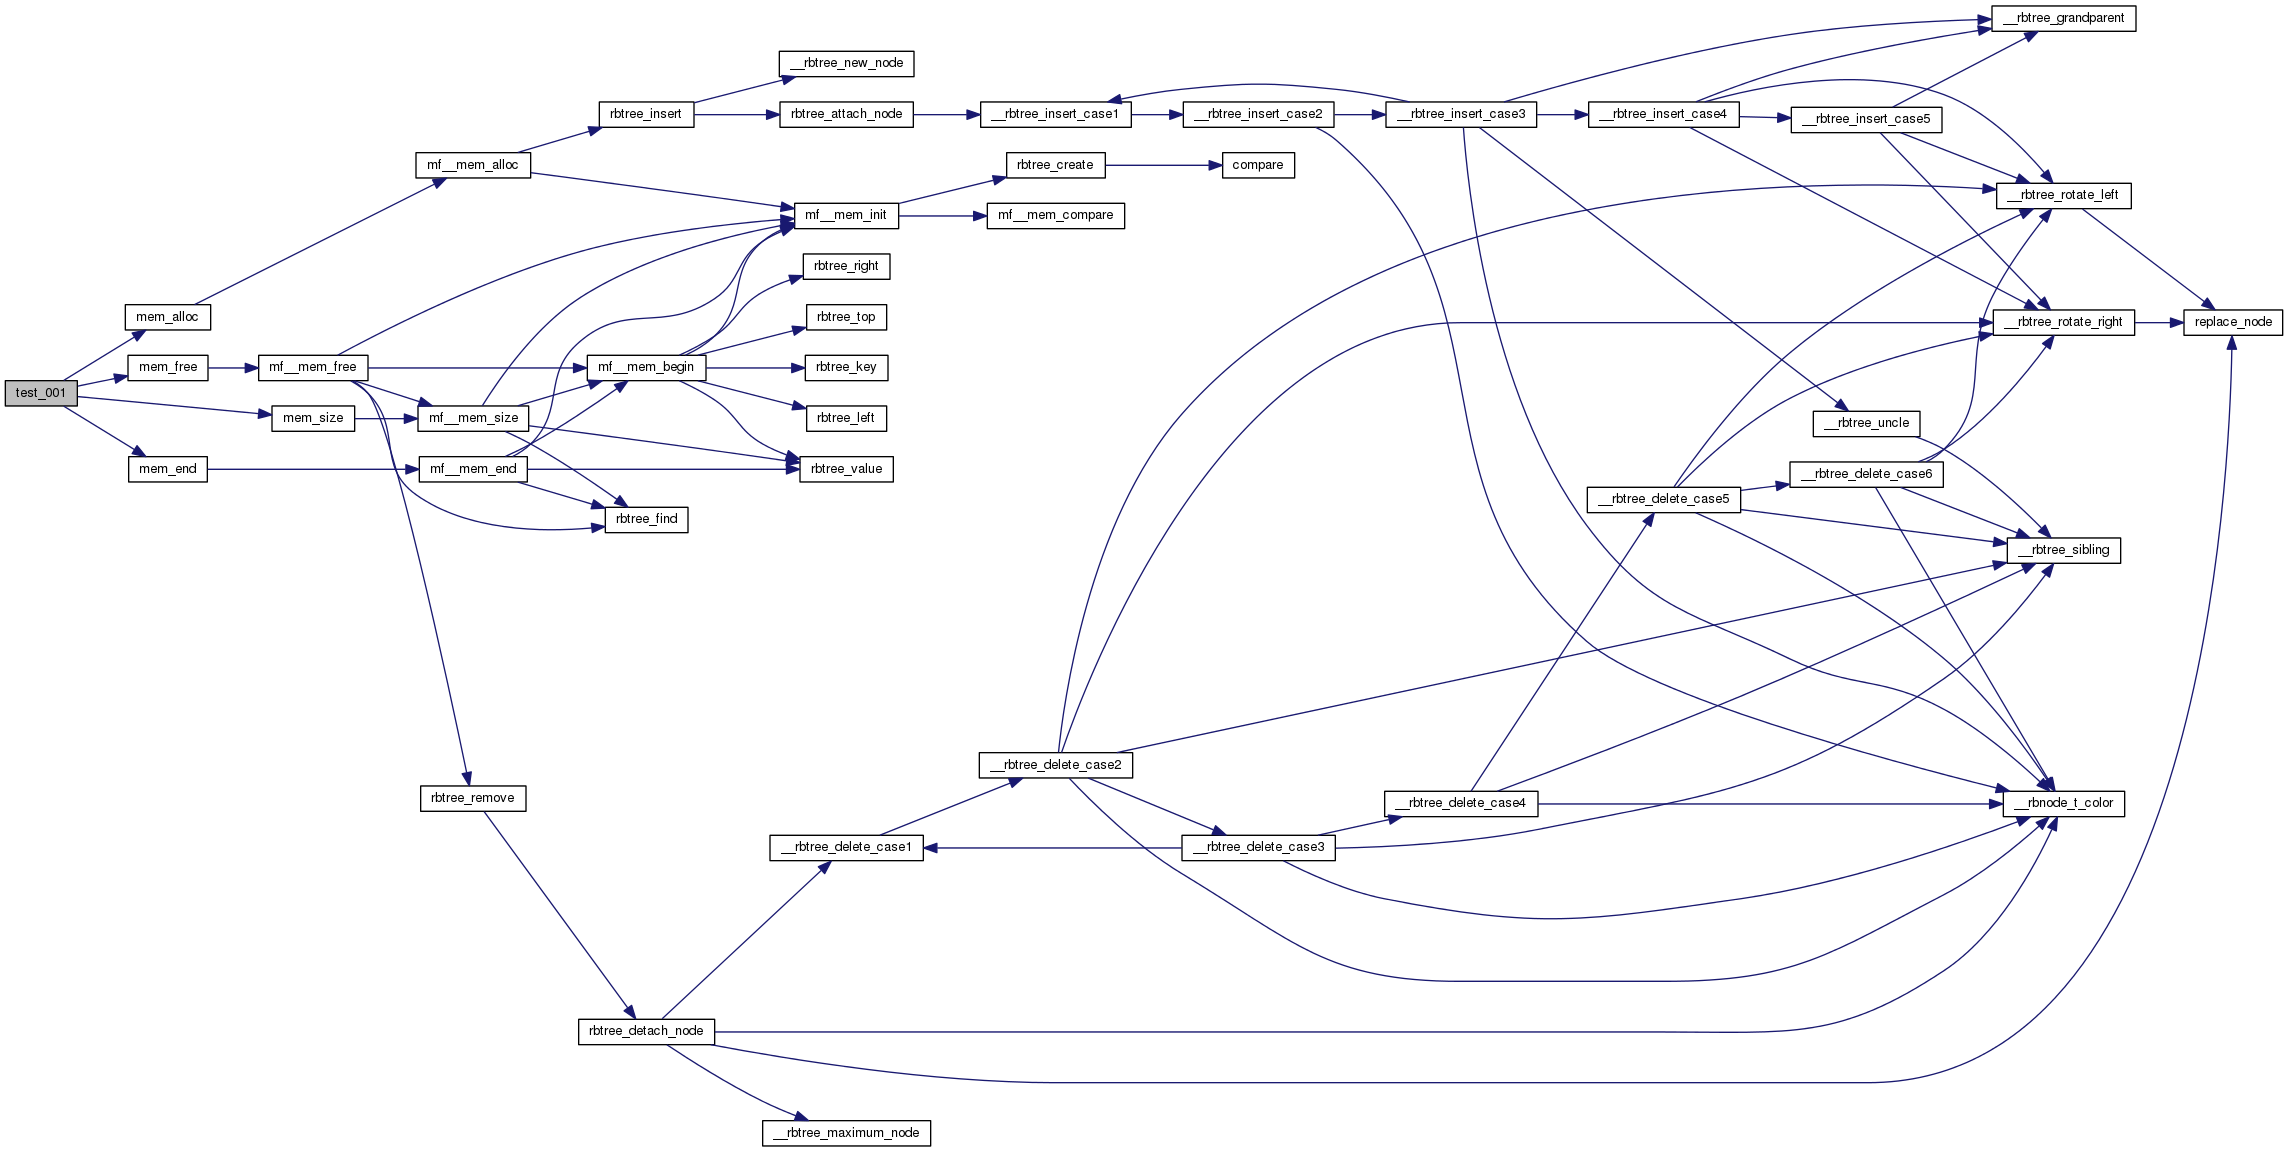 test_001
mem_alloc
mem_free
mem_size
mem_end
mf__mem_alloc
mf__mem_free
mf__mem_size
mf__mem_end
rbtree_remove
rbtree_insert
mf__mem_begin
rbtree_find
rbtree_detach_node
__rbtree_new_node
rbtree_attach_node
mf__mem_init
rbtree_right
rbtree_top
rbtree_key
rbtree_left
rbtree_value
__rbtree_delete_case1
__rbtree_maximum_node
__rbtree_insert_case1
rbtree_create
mf__mem_compare
__rbtree_delete_case2
__rbtree_insert_case2
compare
__rbtree_delete_case3
__rbtree_insert_case3
__rbtree_delete_case4
__rbtree_insert_case4
__rbtree_delete_case5
__rbtree_insert_case5
__rbtree_uncle
__rbtree_delete_case6
__rbtree_grandparent
__rbtree_rotate_left
__rbtree_rotate_right
__rbtree_sibling
__rbnode_t_color
replace_node